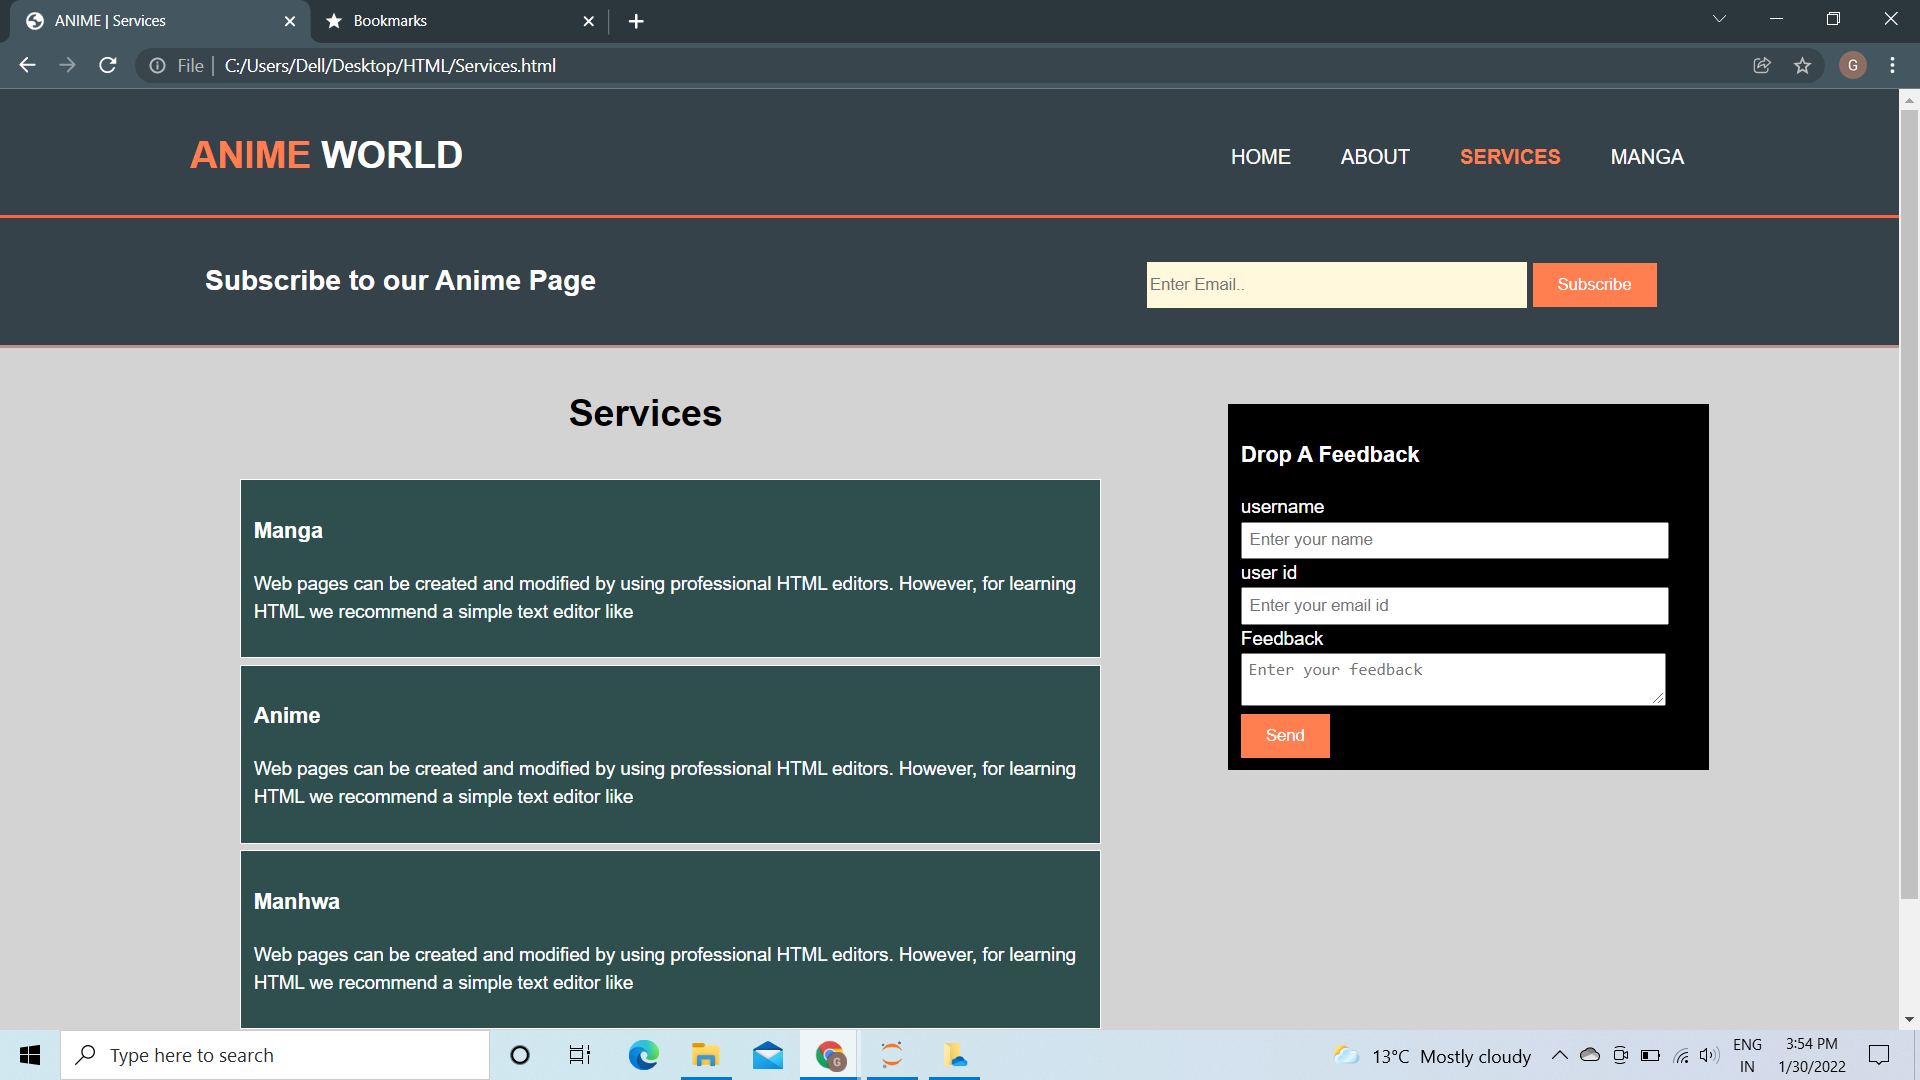 ANIME | Services
Bookmarks
File
C:/Users/Dell/Desktop/HTML/Services.html
G
ANIME WORLD
HOME ABOUT SERVICES MANGA
Subscribe to our Anime Page
Enter Email..
Subscribe
Services
Manga
Web pages can be created and modified by using professional HTML editors. However, for learning
HTML we recommend a simple text editor like
Anime
Web pages can be created and modified by using professional HTML editors. However, for learning
HTML we recommend a simple text editor like
Manhwa
Web pages can be created and modified by using professional HTML editors. However, for learning
HTML we recommend a simple text editor like
Drop A Feedback
username
Enter your name
user id
Enter your email id
Feedback
Enter your feedback
Send
Type here to search
G
13°C Mostly cloudy
ENG
IN
3:54 PM
1/30/2022